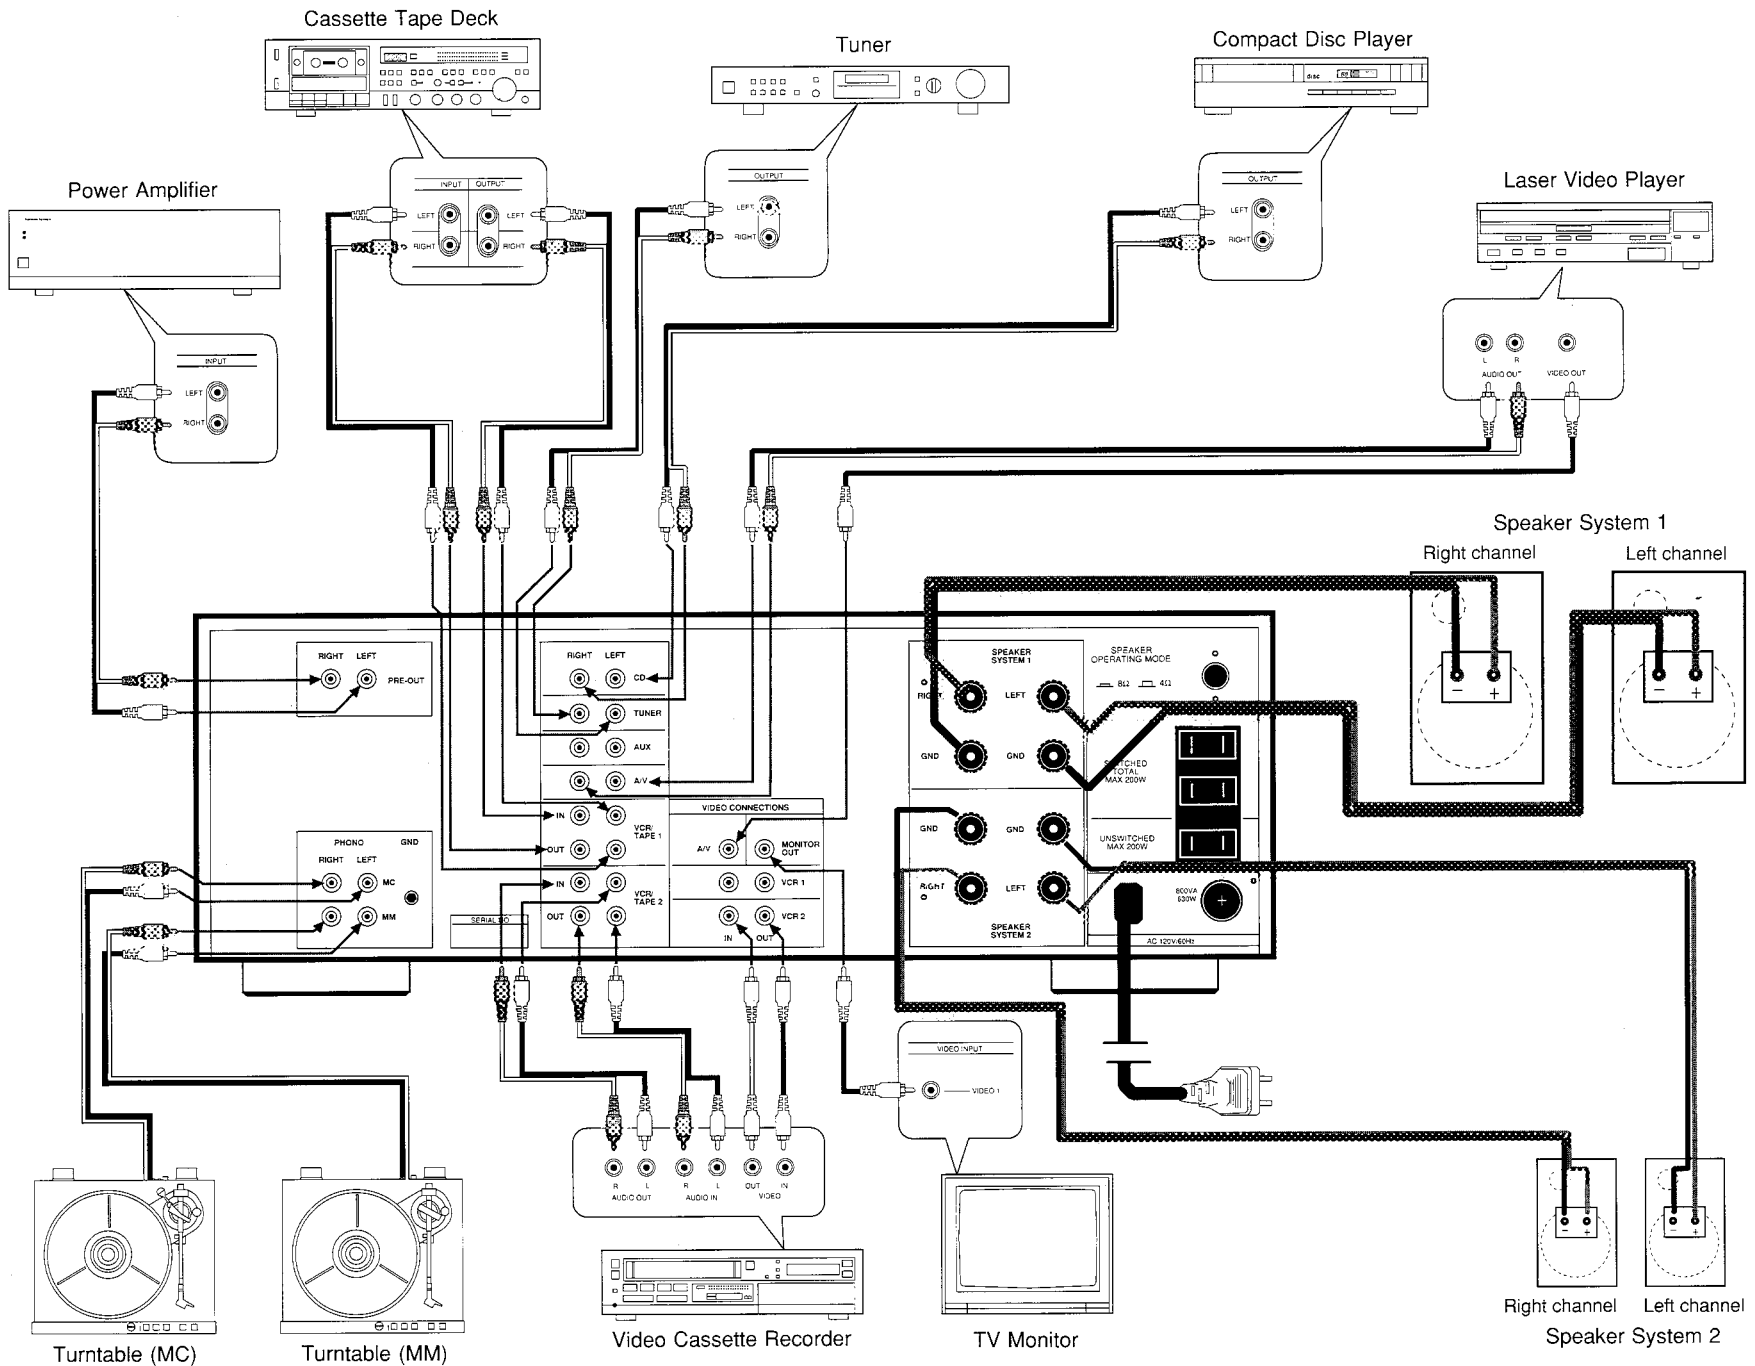 Cassette Tape Deck
Tuner
Compact Disc Player
disc
Power Amplifier
Laser Video Player
INPUT OUTPUT
LEFT LEFT
RIGHT RIGHT
OUTPUT
LEFT
RIGHT
OUTPUT
LEFT
RIGHT
INPUT
LEFT
RIGHT
L R
AUDIO OUT VIDEO OUT
Speaker System 1
Right channel Left channel
− +
− +
RIGHT LEFT
PRE-OUT
RIGHT LEFT
CD
TUNER
AUX
A/V
IN
VCR/
TAPE 1
OUT
IN
VCR/
TAPE 2
OUT
VIDEO CONNECTIONS
A/V
MONITOR
OUT
VCR 1
VCR 2
IN OUT
PHONO GND
RIGHT LEFT
MC
MM
SERIAL NO
SPEAKER
SYSTEM 1
RIGHT LEFT
GND GND
GND GND
RIGHT LEFT
SPEAKER
SYSTEM 2
SPEAKER
OPERATING MODE
8Ω 4Ω
SWITCHED
TOTAL
MAX 200W
UNSWITCHED
MAX 200W
800VA
630W
AC 120V/60Hz
VIDEO INPUT
VIDEO 1
R L R L OUT IN
AUDIO OUT AUDIO IN VIDEO
− +
− +
Right channel Left channel
Speaker System 2
Turntable (MC)
Turntable (MM)
Video Cassette Recorder
TV Monitor